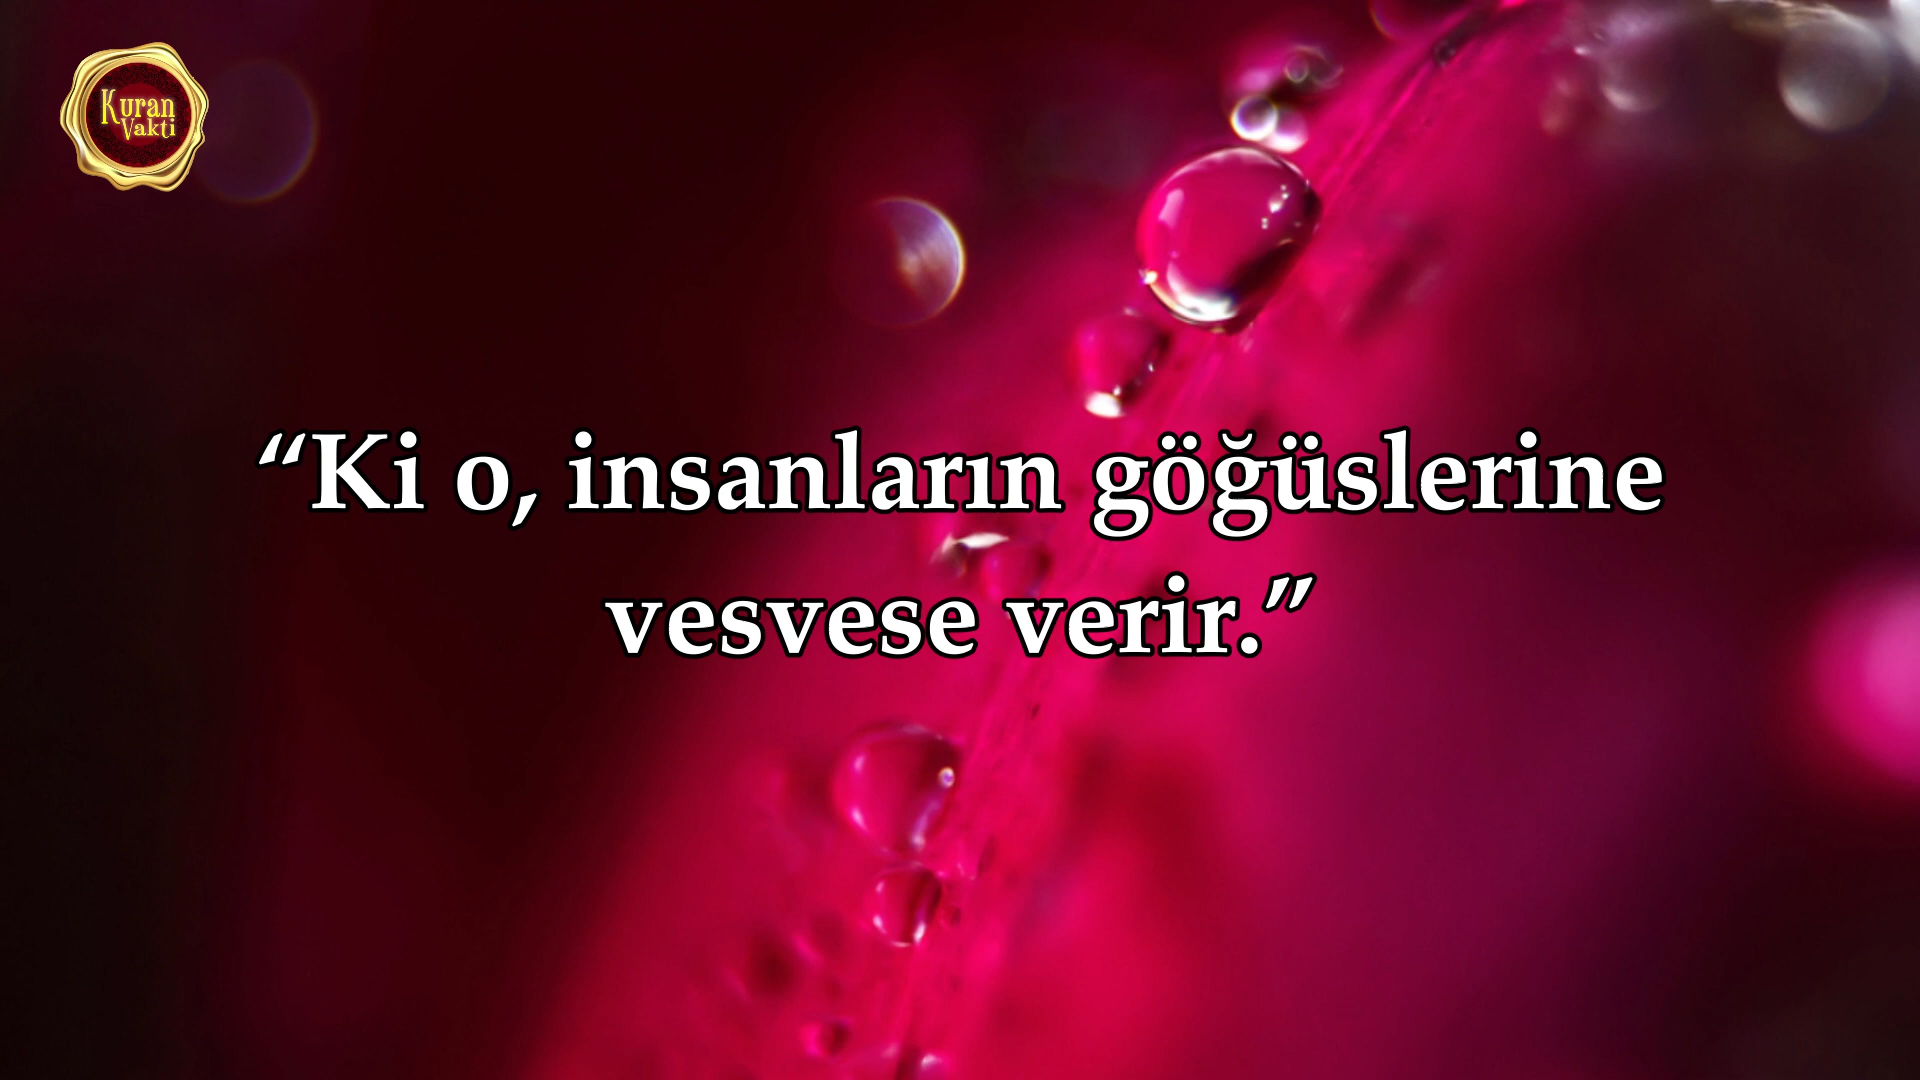 Kuran
Vakti
“Ki o, insanların göğüslerine
vesvese verir.”